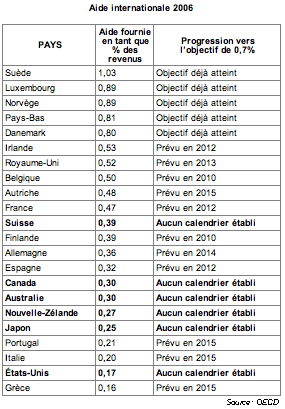 Aide internationale 2006
PAYS
Aide fournie
en tant que
% des
revenus
Progression vers
l'objectif de 0,7%
Suède 1,03 Objectif déjà atteint
Luxembourg 0,89 Objectif déjà atteint
Norvège 0,89 Objectif déjà atteint
Pays-Bas 0,81 Objectif déjà atteint
Danemark 0,80 Objectif déjà atteint
Irlande 0,53 Prévu en 2012
Royaume-Uni 0,52 Prévu en 2013
Belgique 0,50 Prévu en 2010
Autriche 0,48 Prévu en 2015
France 0,47 Prévu en 2012
Suisse 0,39 Aucun calendrier établi
Finlande 0,39 Prévu en 2010
Allemagne 0,36 Prévu en 2014
Espagne 0,32 Prévu en 2012
Canada 0,30 Aucun calendrier établi
Australie 0,30 Aucun calendrier établi
Nouvelle-Zélande 0,27 Aucun calendrier établi
Japon 0,25 Aucun calendrier établi
Portugal 0,21 Prévu en 2015
Italie 0,20 Prévu en 2015
États-Unis 0,17 Aucun calendrier établi
Grèce 0,16 Prévu en 2015
Source : OECD